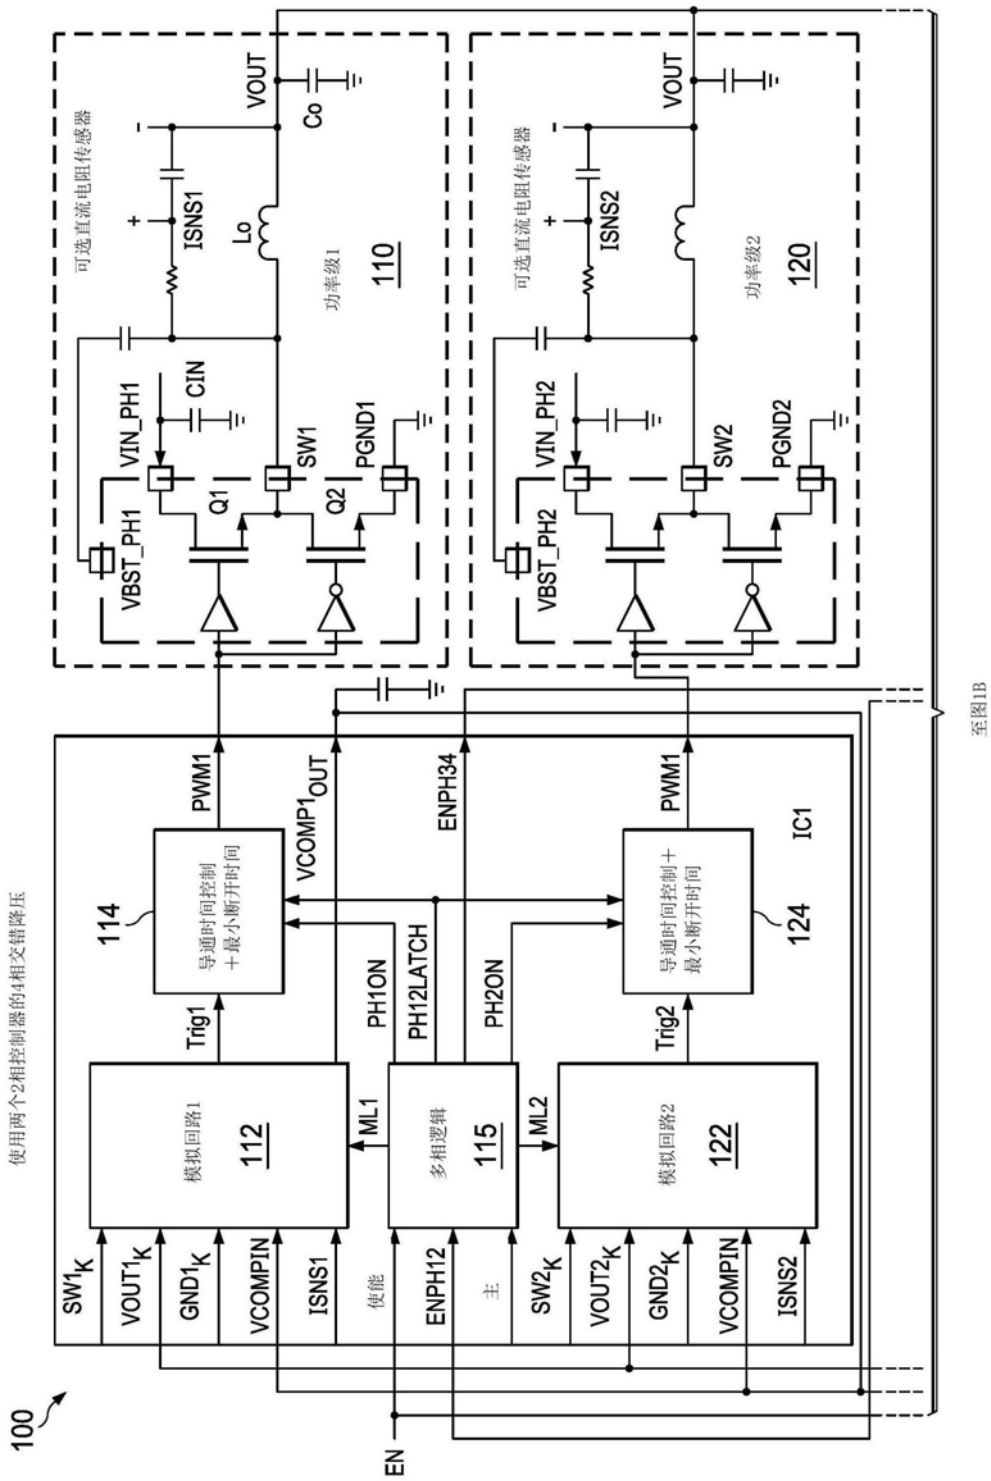 使用两个2相控制器的4相交错降压
100
EN
SW1K
VOUT1K
GND1K
VCOMPIN
ISNS1
使能
ENPH12
主
SW2K
VOUT2K
GND2K
VCOMPIN
ISNS2
模拟回路1
112
ML1
多相逻辑
115
ML2
模拟回路2
122
Trig1
PH1ON
PH12LATCH
PH2ON
Trig2
114
导通时间控制
+最小断开时间
导通时间控制+
最小断开时间
124
IC1
PWM1
VCOMP1OUT
ENPH34
PWM1
VBST_PH1
VIN_PH1
CIN
Q1
SW1
Q2
PGND1
可选直流电阻传感器
+
-
ISNS1
Lo
VOUT
Co
功率级1
110
VBST_PH2
VIN_PH2
SW2
PGND2
可选直流电阻传感器
+
-
ISNS2
VOUT
功率级2
120
至图1B